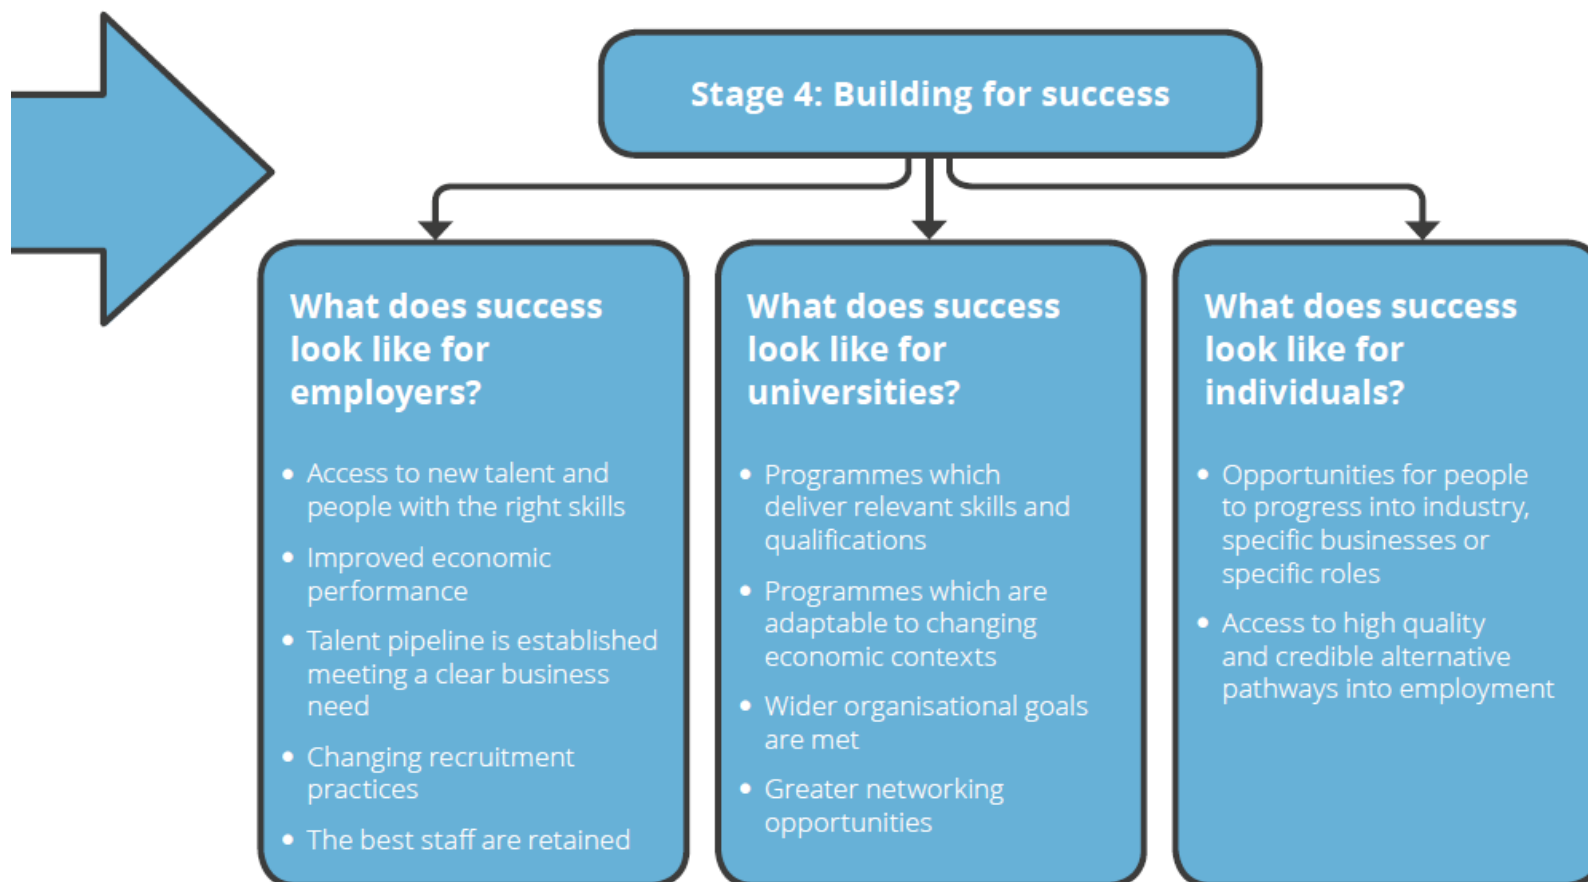 Stage 4: Building for success
What does success
look like for
employers?
• Access to new talent and
people with the right skills
• Improved economic
performance
• Talent pipeline is established
meeting a clear business
need
• Changing recruitment
practices
• The best staff are retained
What does success
look like for
universities?
• Programmes which
deliver relevant skills and
qualifications
• Programmes which are
adaptable to changing
economic contexts
• Wider organisational goals
are met
• Greater networking
opportunities
What does success
look like for
individuals?
• Opportunities for people
to progress into industry,
specific businesses or
specific roles
• Access to high quality
and credible alternative
pathways into employment